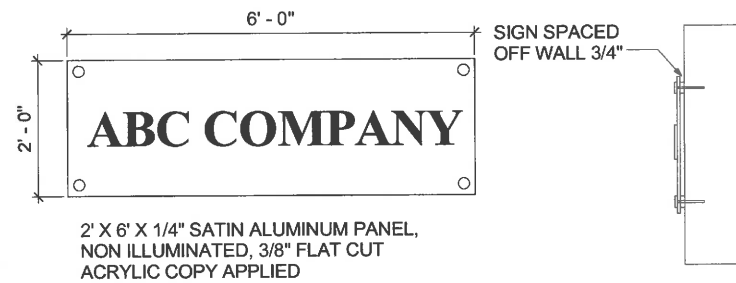 6' - 0"
SIGN SPACED
OFF WALL 3/4"
2' - 0"
ABC COMPANY
2' X 6' X 1/4" SATIN ALUMINUM PANEL,
NON ILLUMINATED, 3/8" FLAT CUT
ACRYLIC COPY APPLIED